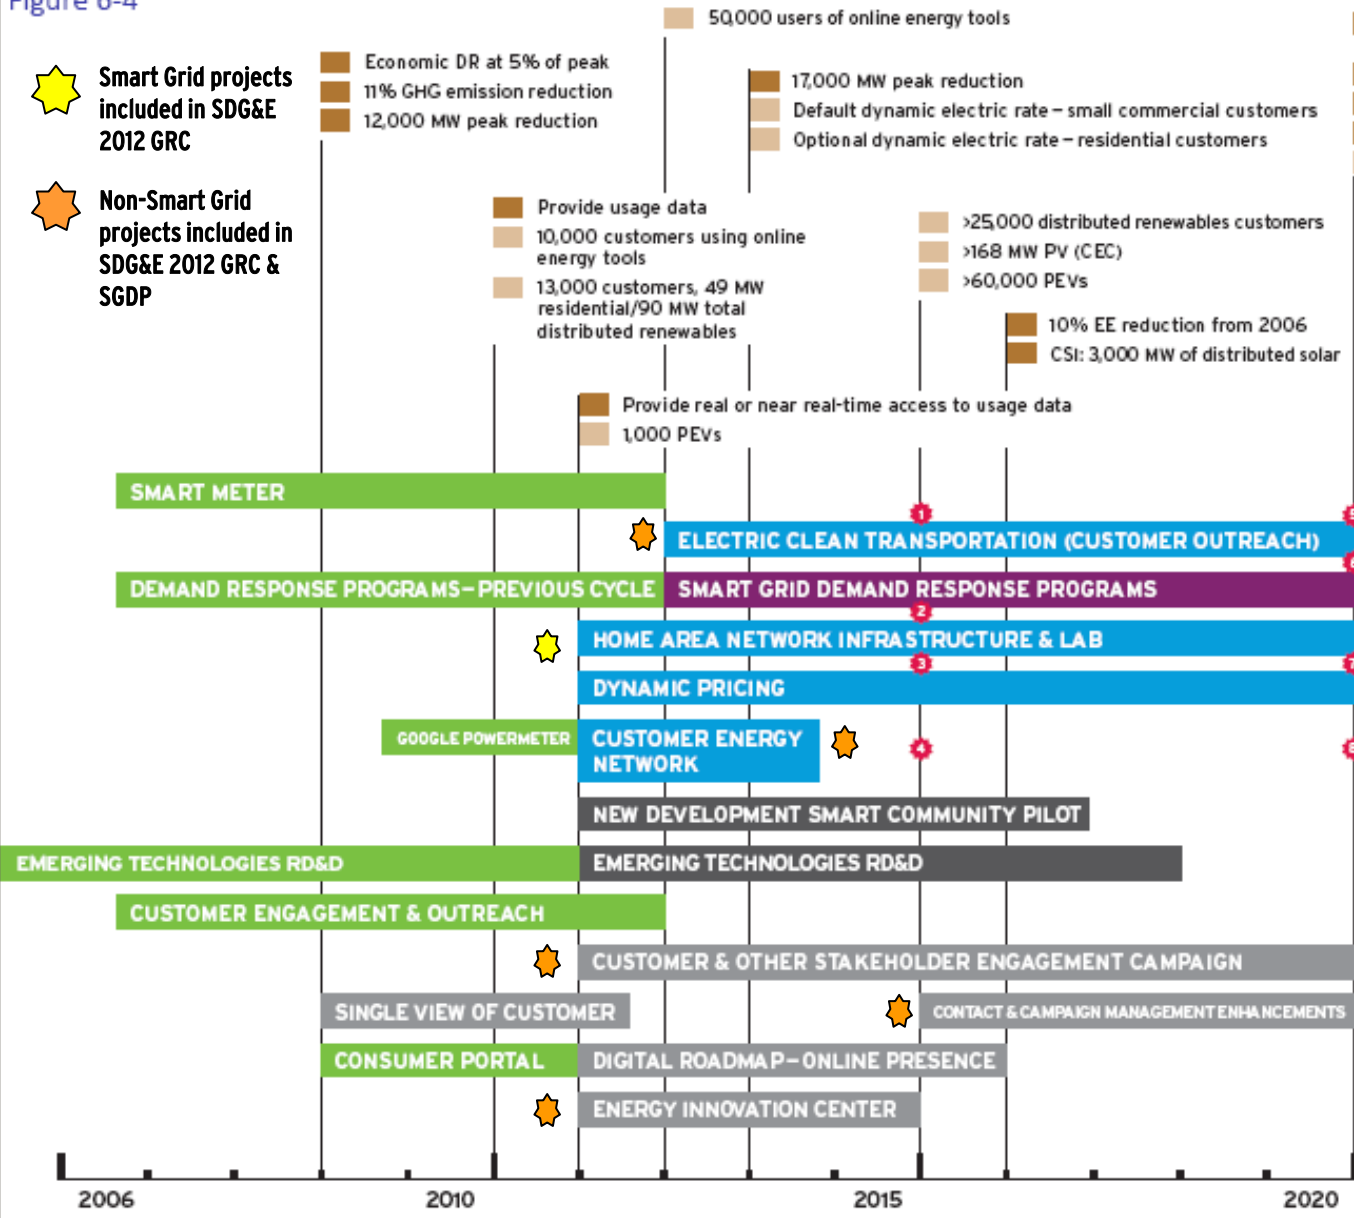 Figure 6-4
Smart Grid projects
included in SDG&E
2012 GRC
Non-Smart Grid
projects included in
SDG&E 2012 GRC &
SGDP
50,000 users of online energy tools
Economic DR at 5% of peak
11% GHG emission reduction
12,000 MW peak reduction
17,000 MW peak reduction
Default dynamic electric rate – small commercial customers
Optional dynamic electric rate – residential customers
Provide usage data
10,000 customers using online
energy tools
13,000 customers, 49 MW
residential/90 MW total
distributed renewables
>25,000 distributed renewables customers
>168 MW PV (CEC)
>60,000 PEVs
10% EE reduction from 2006
CSI: 3,000 MW of distributed solar
Provide real or near real-time access to usage data
1,000 PEVs
SMART METER
1
ELECTRIC CLEAN TRANSPORTATION (CUSTOMER OUTREACH)
DEMAND RESPONSE PROGRAMS – PREVIOUS CYCLE
SMART GRID DEMAND RESPONSE PROGRAMS
2
HOME AREA NETWORK INFRASTRUCTURE & LAB
3
7
DYNAMIC PRICING
GOOGLE POWERMETER
CUSTOMER ENERGY
NETWORK
4
NEW DEVELOPMENT SMART COMMUNITY PILOT
EMERGING TECHNOLOGIES RD&D
EMERGING TECHNOLOGIES RD&D
CUSTOMER ENGAGEMENT & OUTREACH
CUSTOMER & OTHER STAKEHOLDER ENGAGEMENT CAMPAIGN
SINGLE VIEW OF CUSTOMER
CONTACT & CAMPAIGN MANAGEMENT ENHANCEMENTS
CONSUMER PORTAL
DIGITAL ROADMAP – ONLINE PRESENCE
ENERGY INNOVATION CENTER
2006
2010
2015
2020